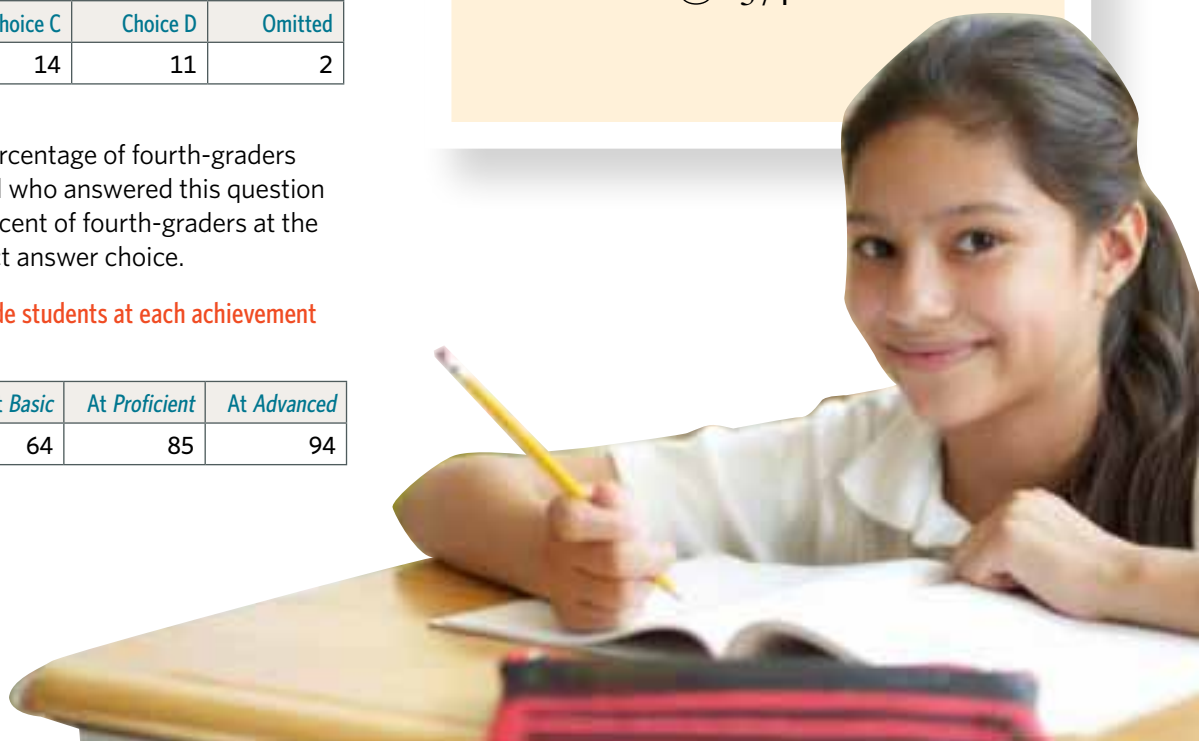 hoice C Choice D Omitted
14 11 2
rcentage of fourth-graders
who answered this question
cent of fourth-graders at the
t answer choice.
de students at each achievement
Basic At Proficient At Advanced
64 85 94